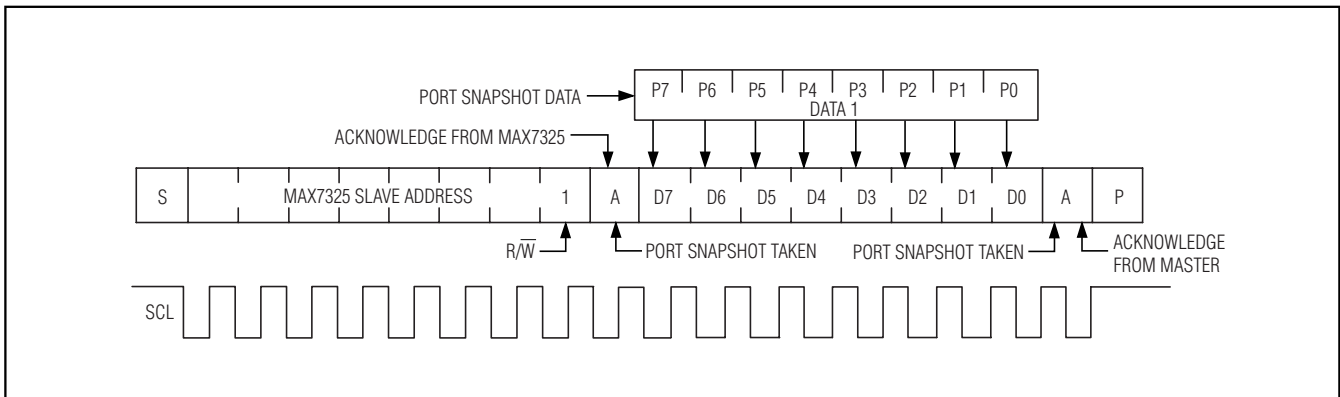 PORT SNAPSHOT DATA
P7 P6 P5 P4 P3 P2 P1 P0
DATA 1
ACKNOWLEDGE FROM MAX7325
S MAX7325 SLAVE ADDRESS 1 A D7 D6 D5 D4 D3 D2 D1 D0 A P
R/W̅ PORT SNAPSHOT TAKEN PORT SNAPSHOT TAKEN ACKNOWLEDGE
FROM MASTER
SCL